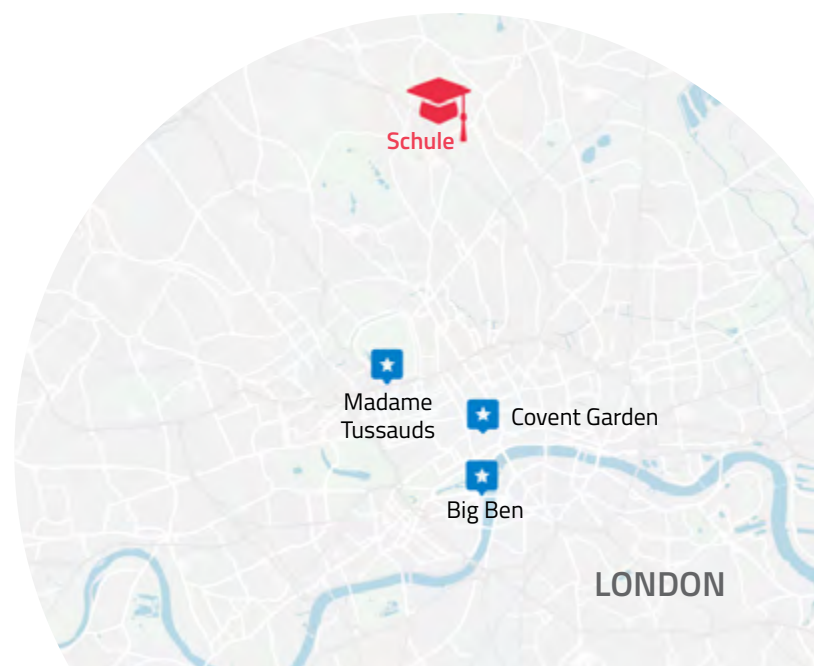 Schule
Madame
Tussauds
Covent Garden
Big Ben
LONDON